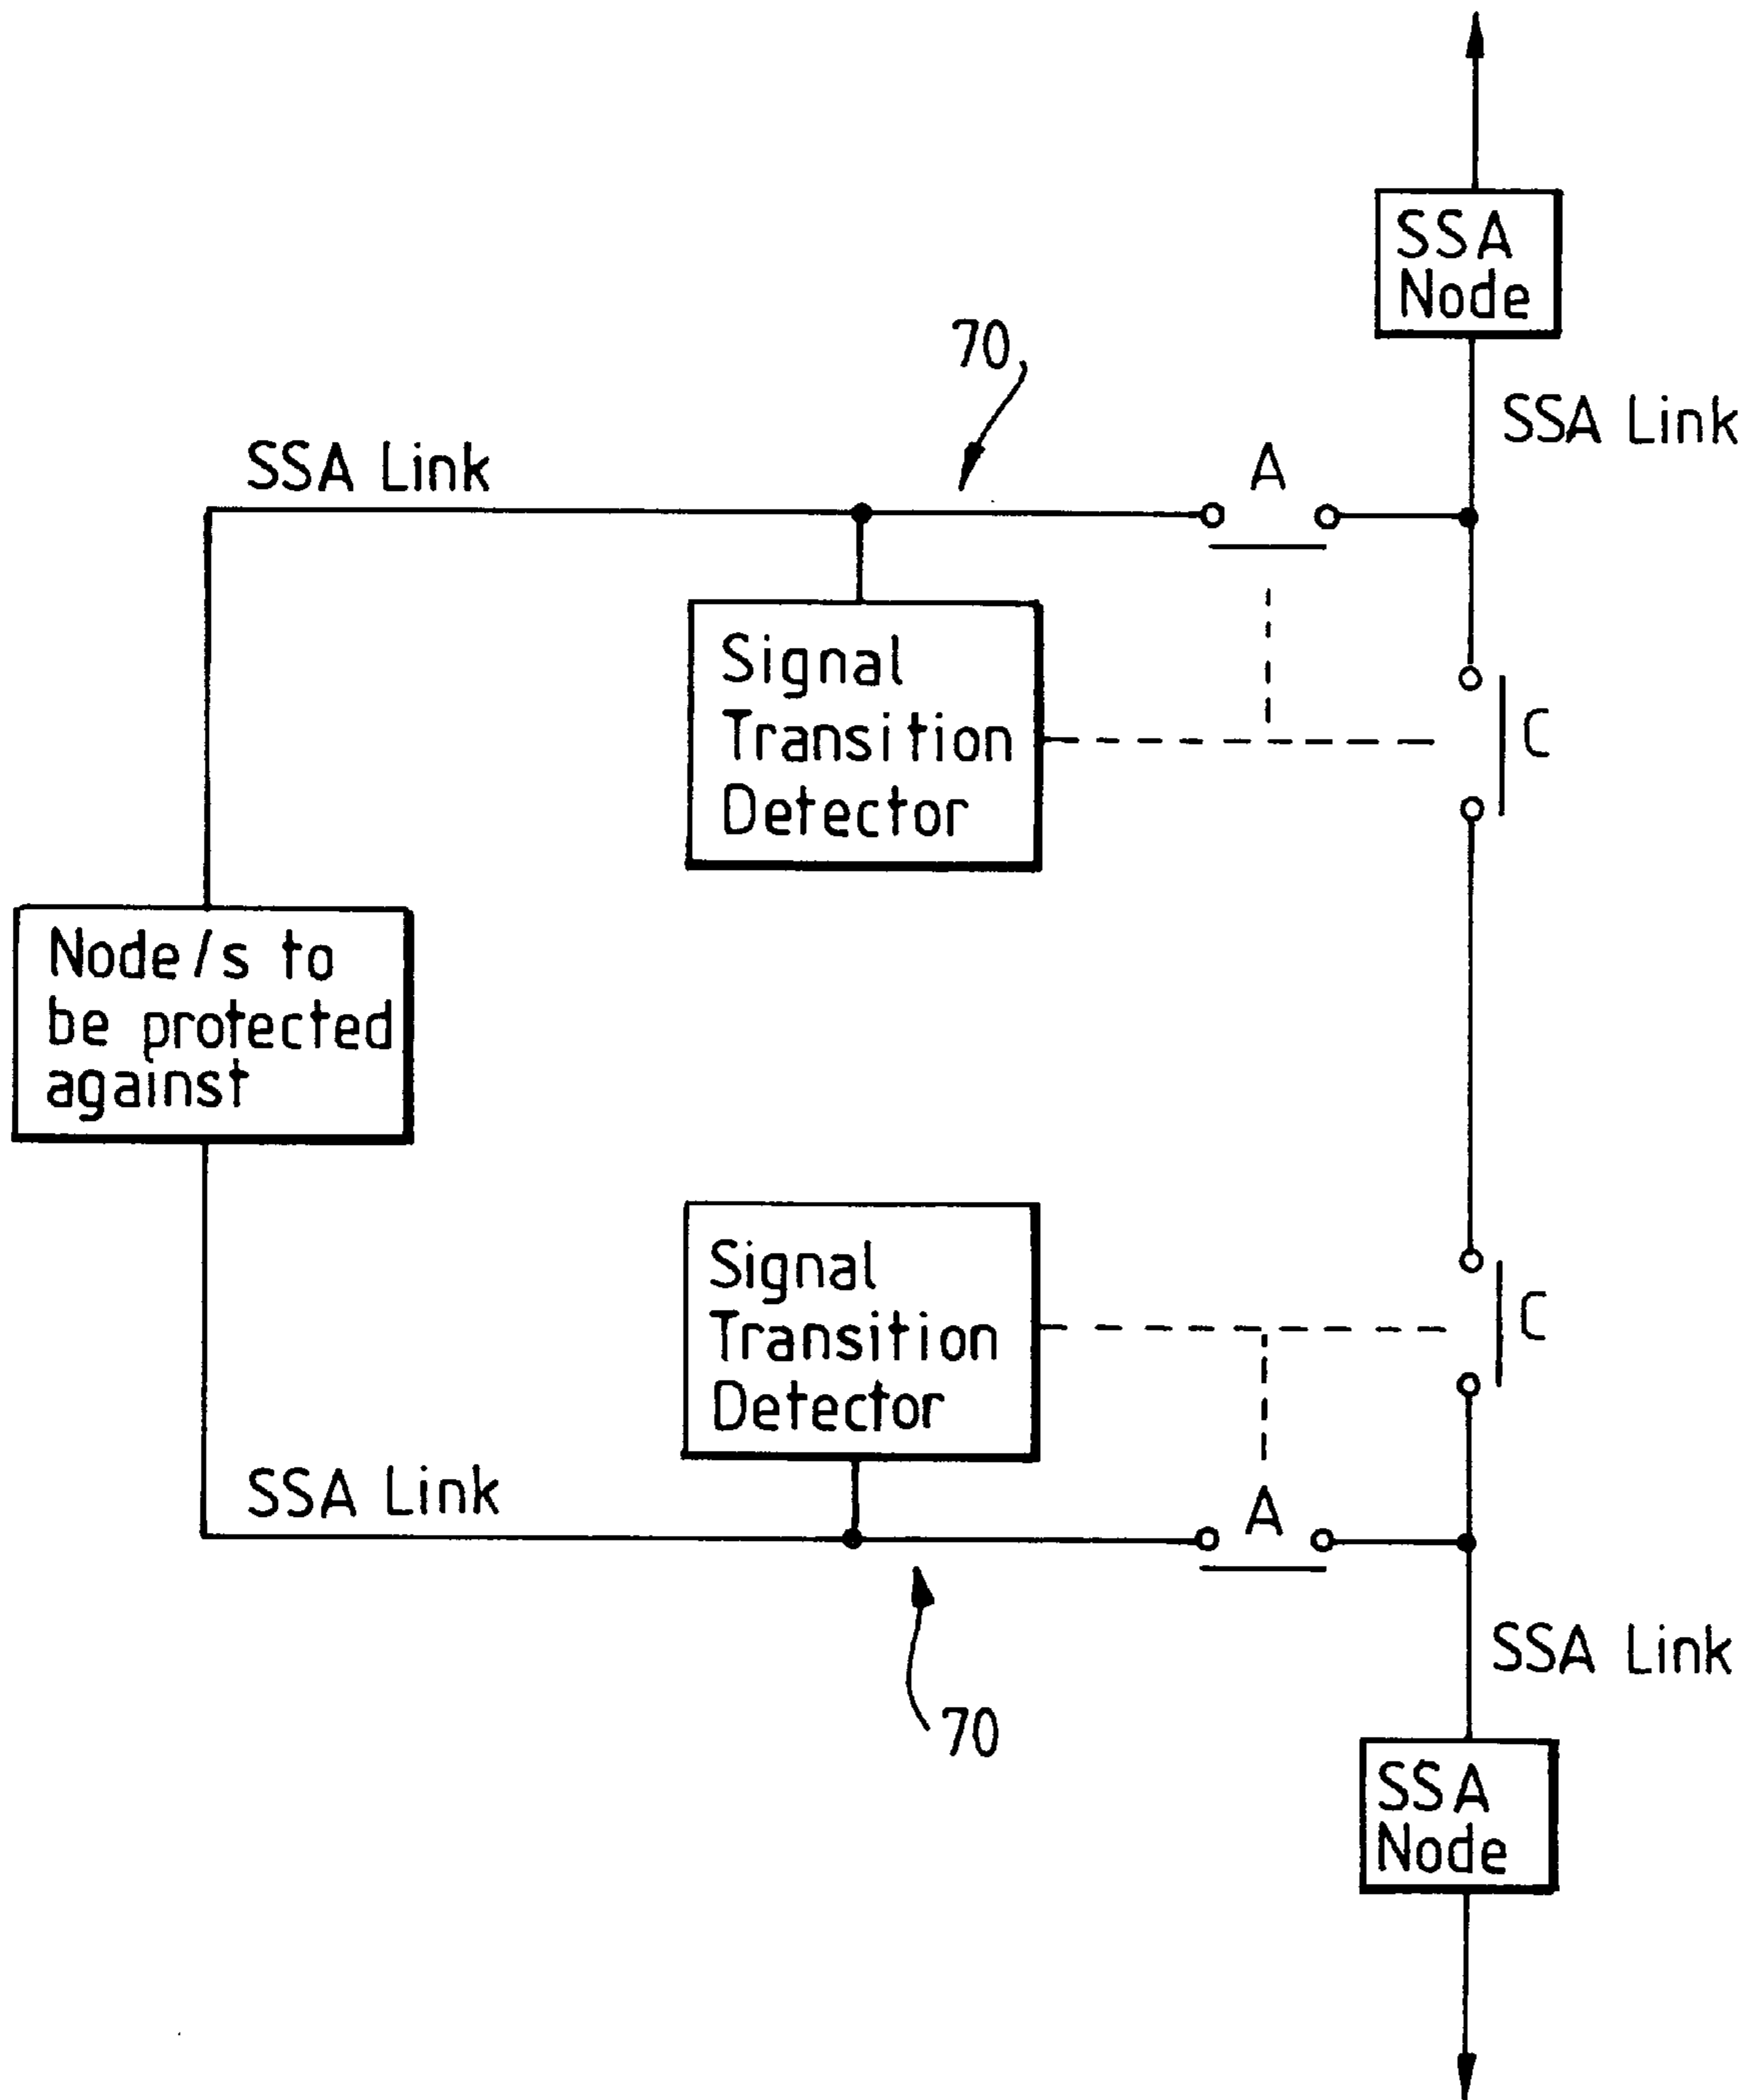 SSA
Node
70
SSA Link
SSA Link
A
Signal
Transition
Detector
C
Node/s to
be protected
against
Signal
Transition
Detector
C
SSA Link
A
SSA Link
70
SSA
Node